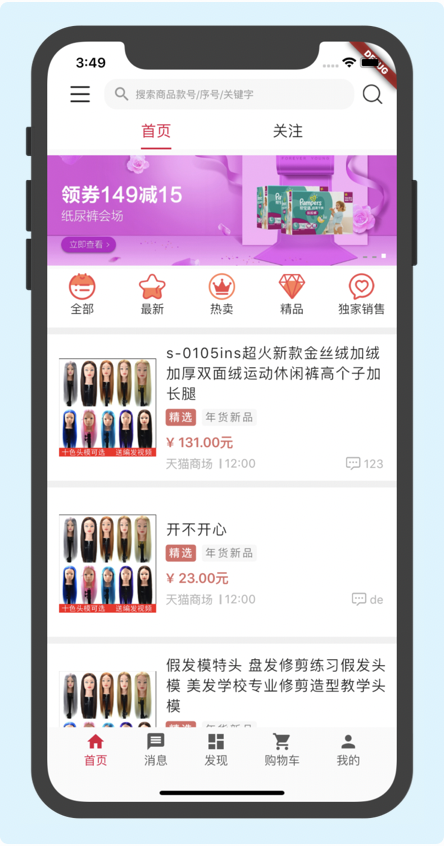 3:49
DEBUG
搜索商品款号/序号/关键字
首页 关注
领券149减15
纸尿裤会场
立即查看 >
Pampers
全部 最新 热卖 精品 独家销售
s-0105ins超火新款金丝绒加绒
加厚双面绒运动休闲裤高个子加
长腿
精选 年货新品
¥ 131.00元
天猫商场 | 12:00 123
十色头模可选 送编发视频
开不开心
精选 年货新品
¥ 23.00元
天猫商场 | 12:00 de
十色头模可选 送编发视频
假发模特头 盘发修剪练习假发头
模 美发学校专业修剪造型教学头
模
精选 年货新品
首页 消息 发现 购物车 我的